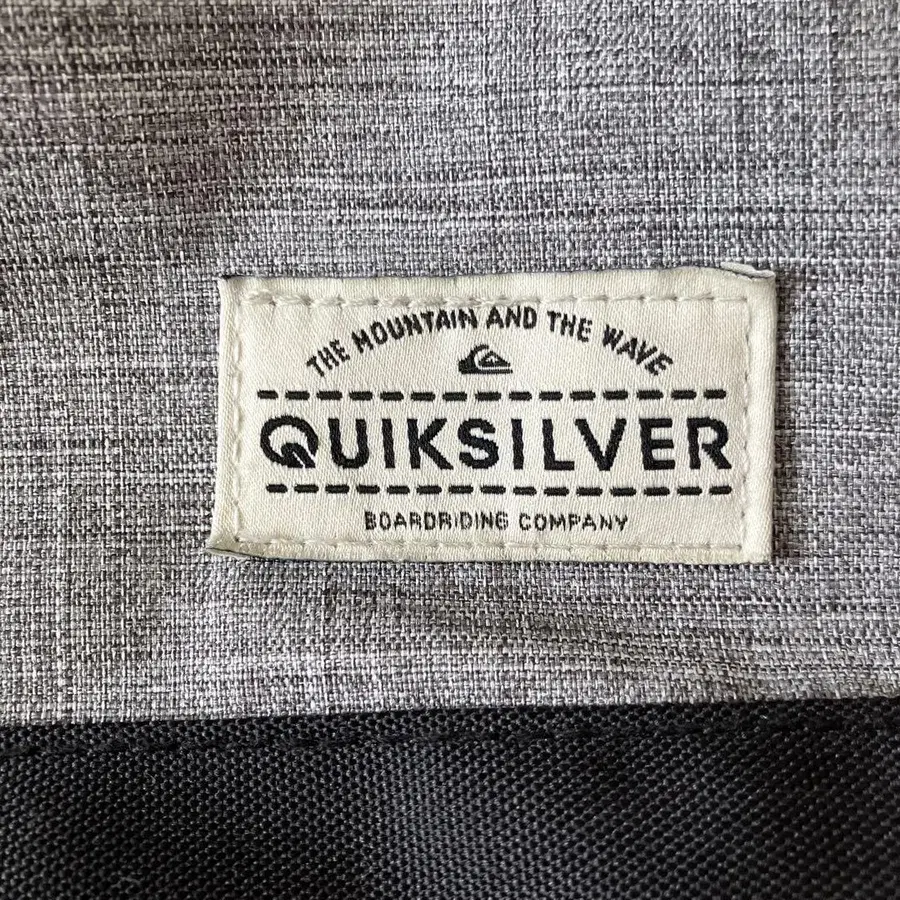 THE MOUNTAIN AND THE WAVE
QUIKSILVER
BOARDRIDING COMPANY